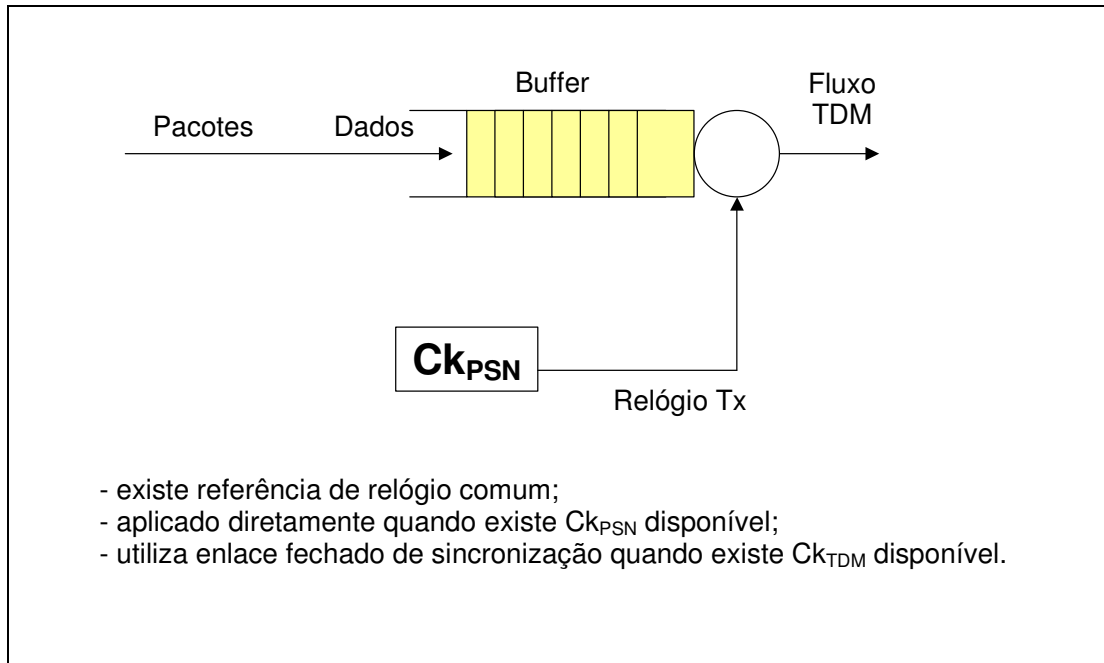 Buffer
Fluxo
TDM
Pacotes
Dados
CkPSN
Relógio Tx
- existe referência de relógio comum;
- aplicado diretamente quando existe CkPSN disponível;
- utiliza enlace fechado de sincronização quando existe CkTDM disponível.